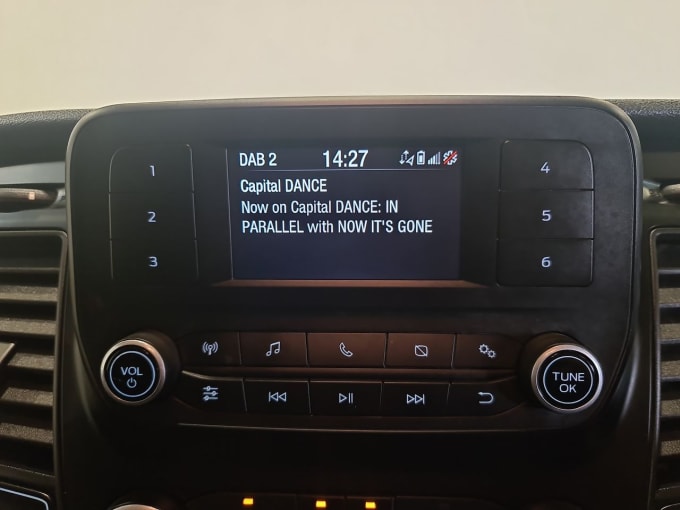 DAB 2 14:27
Capital DANCE
Now on Capital DANCE: IN
PARALLEL with NOW IT'S GONE
1
2
3
4
5
6
VOL
TUNE
OK